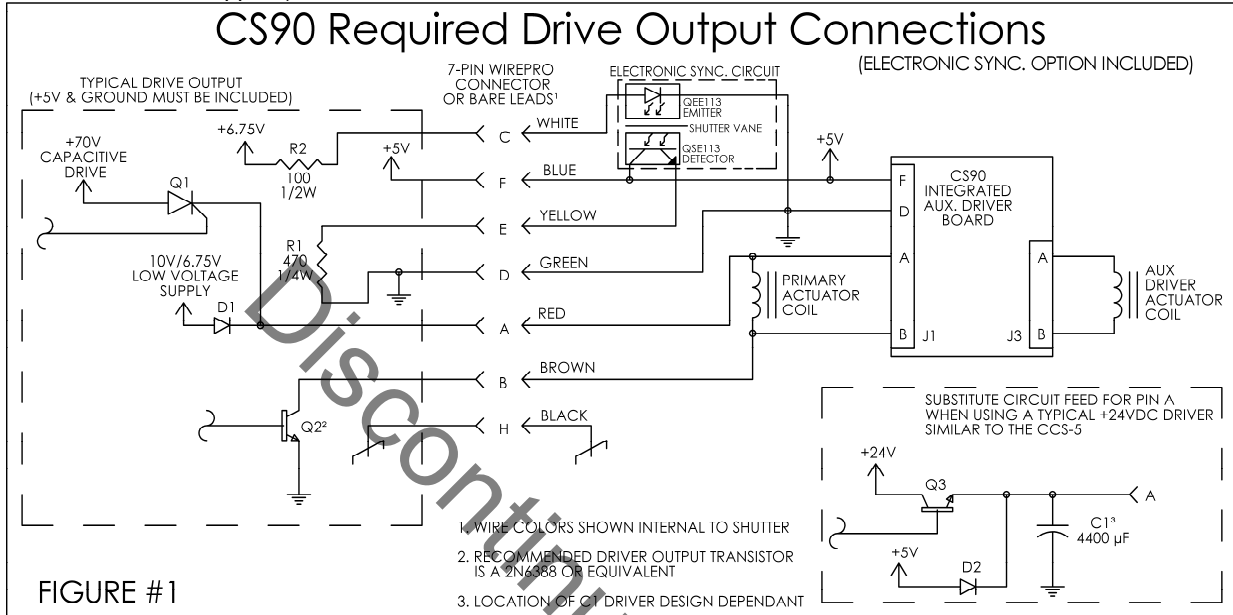 CS90 Required Drive Output Connections
(ELECTRONIC SYNC. OPTION INCLUDED)
TYPICAL DRIVE OUTPUT
(+5V & GROUND MUST BE INCLUDED)
7-PIN WIREPRO
CONNECTOR
OR BARE LEADS¹
ELECTRONIC SYNC. CIRCUIT
QEE113
EMITTER
SHUTTER VANE
QSE113
DETECTOR
+70V
CAPACITIVE
DRIVE
Q1
+6.75V
R2
100
1/2W
+5V
C
WHITE
F
BLUE
E
YELLOW
D
GREEN
A
RED
B
BROWN
H
BLACK
R1
470
1/4W
10V/6.75V
LOW VOLTAGE
SUPPLY
D1
Q2²
+5V
CS90
INTEGRATED
AUX. DRIVER
BOARD
F
D
A
B
J1
A
B
J3
PRIMARY
ACTUATOR
COIL
AUX
DRIVER
ACTUATOR
COIL
SUBSTITUTE CIRCUIT FEED FOR PIN A
WHEN USING A TYPICAL +24VDC DRIVER
SIMILAR TO THE CCS-5
+24V
Q3
A
C1³
4400 µF
+5V
D2
1. WIRE COLORS SHOWN INTERNAL TO SHUTTER
2. RECOMMENDED DRIVER OUTPUT TRANSISTOR
IS A 2N6388 OR EQUIVALENT
3. LOCATION OF C1 DRIVER DESIGN DEPENDANT
FIGURE #1